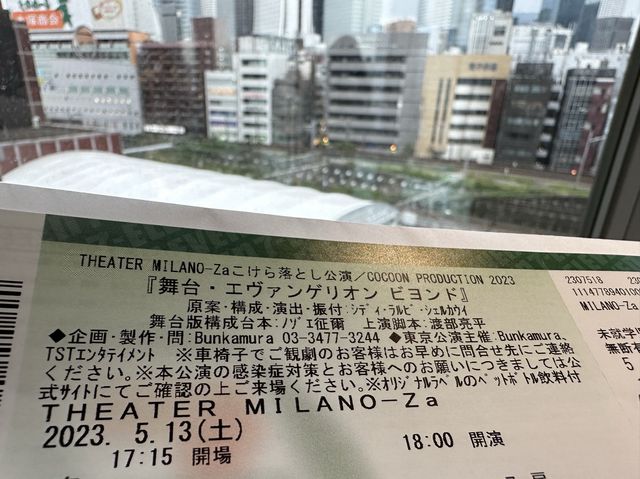 THEATER MILANO-Zaこけら落とし公演/COCOON PRODUCTION 2023
『舞台・エヴァンゲリオン ビヨンド』
原案・構成・演出・振付:シディ・ラルビ・シェルカウイ
舞台版構成台本:ノゾエ征爾 上演脚本:渡部亮平
◆企画・製作・問:Bunkamura 03-3477-3244 ◆東京公演主催:Bunkamura
TSTエンタテイメント ※車椅子でご観劇のお客様はお早めに問合せ先にご連絡
ください。※本公演の感染症対策とお客様へのお願いにつきましては公
式サイトにてご確認の上ご来場ください。※オリジナルラベルのペットボトル飲料付
THEATER MILANO-Za
2023. 5.13(土)
18:00 開演
17:15 開場
2307518
1114778940109
MILANO-Za
未就学
無断
5